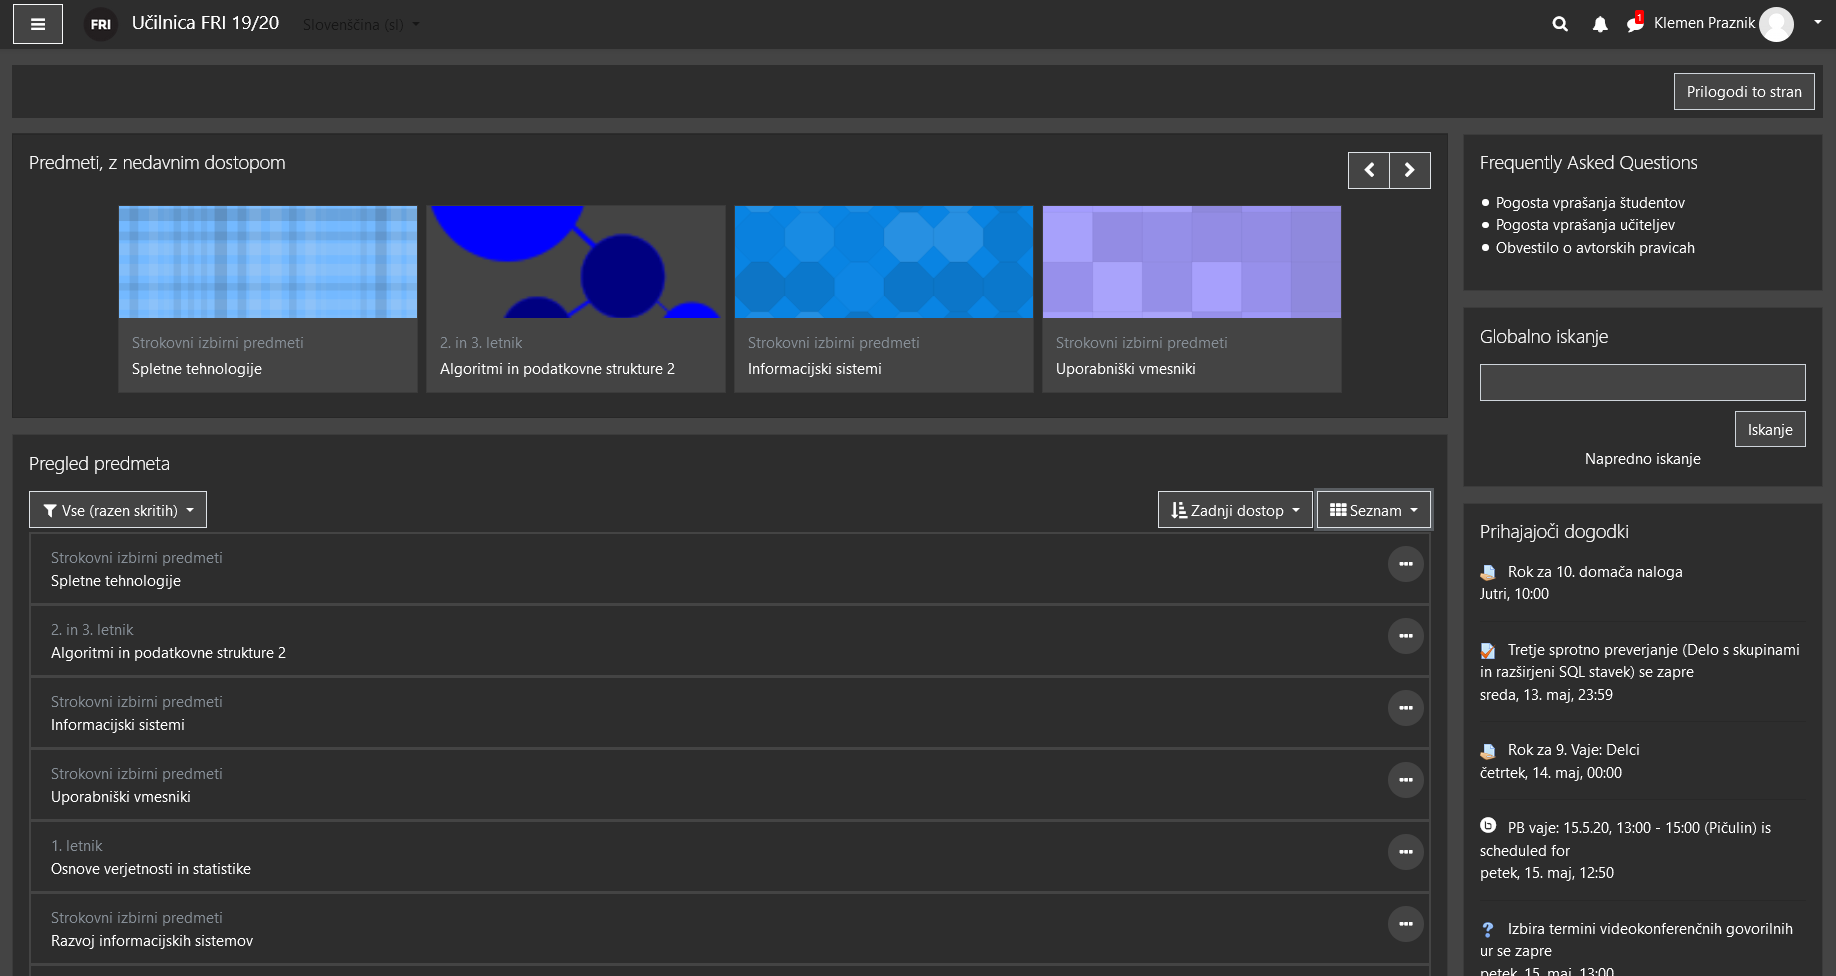 FRI Učilnica FRI 19/20 Slovenščina (sl)
1 Klemen Praznik
Prilogodi to stran
Predmeti, z nedavnim dostopom
Strokovni izbirni predmeti
Spletne tehnologije
2. in 3. letnik
Algoritmi in podatkovne strukture 2
Strokovni izbirni predmeti
Informacijski sistemi
Strokovni izbirni predmeti
Uporabniški vmesniki
Pregled predmeta
Vse (razen skritih)
Zadnji dostop
Seznam
Strokovni izbirni predmeti
Spletne tehnologije
2. in 3. letnik
Algoritmi in podatkovne strukture 2
Strokovni izbirni predmeti
Informacijski sistemi
Strokovni izbirni predmeti
Uporabniški vmesniki
1. letnik
Osnove verjetnosti in statistike
Strokovni izbirni predmeti
Razvoj informacijskih sistemov
Frequently Asked Questions
Pogosta vprašanja študentov
Pogosta vprašanja učiteljev
Obvestilo o avtorskih pravicah
Globalno iskanje
Iskanje
Napredno iskanje
Prihajajoči dogodki
Rok za 10. domača naloga
Jutri, 10:00
Tretje sprotno preverjanje (Delo s skupinami
in razširjeni SQL stavek) se zapre
sreda, 13. maj, 23:59
Rok za 9. Vaje: Delci
četrtek, 14. maj, 00:00
PB vaje: 15.5.20, 13:00 - 15:00 (Pičulin) is
scheduled for
petek, 15. maj, 12:50
Izbira termini videokonferenčnih govorilnih
ur se zapre
petek, 15. maj, 13:00